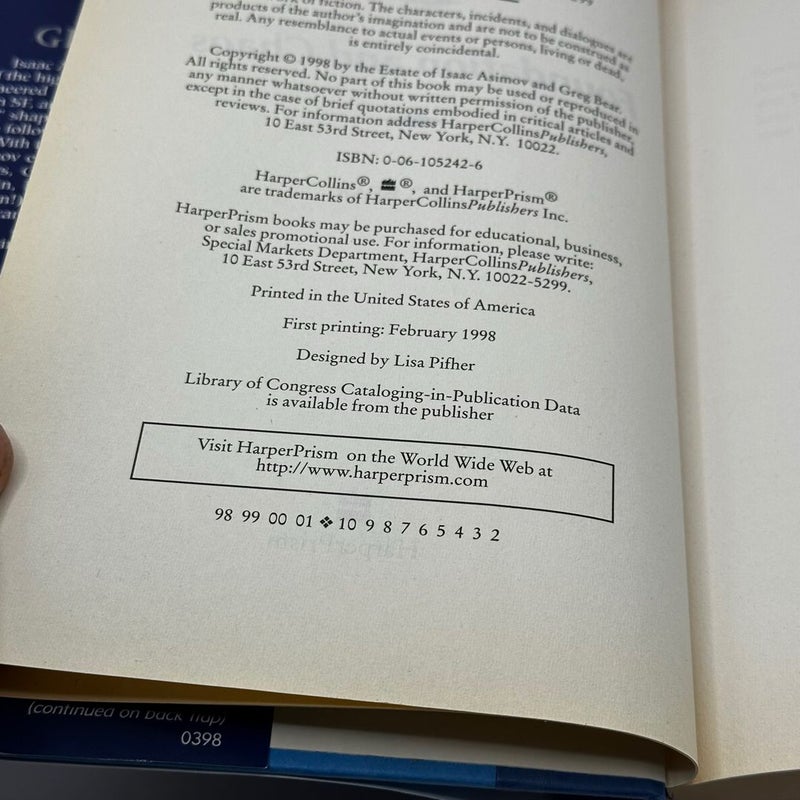 of fiction. The characters, incidents, and dialogues are
products of the author's imagination and are not to be construed as
real. Any resemblance to actual events or persons, living or dead,
is entirely coincidental.
Copyright © 1998 by the Estate of Isaac Asimov and Greg Bear.
All rights reserved. No part of this book may be used or reproduced in
any manner whatsoever without written permission of the publisher,
except in the case of brief quotations embodied in critical articles and
reviews. For information address HarperCollinsPublishers,
10 East 53rd Street, New York, N.Y. 10022.
ISBN: 0-06-105242-6
HarperCollins®, ®, and HarperPrism®
are trademarks of HarperCollinsPublishers Inc.
HarperPrism books may be purchased for educational, business,
or sales promotional use. For information, please write:
Special Markets Department, HarperCollinsPublishers,
10 East 53rd Street, New York, N.Y. 10022-5299.
Printed in the United States of America
First printing: February 1998
Designed by Lisa Pifher
Library of Congress Cataloging-in-Publication Data
is available from the publisher
Visit HarperPrism on the World Wide Web at
http://www.harperprism.com
98 99 00 01 ❖ 10 9 8 7 6 5 4 3 2
(continued on back flap)
0398